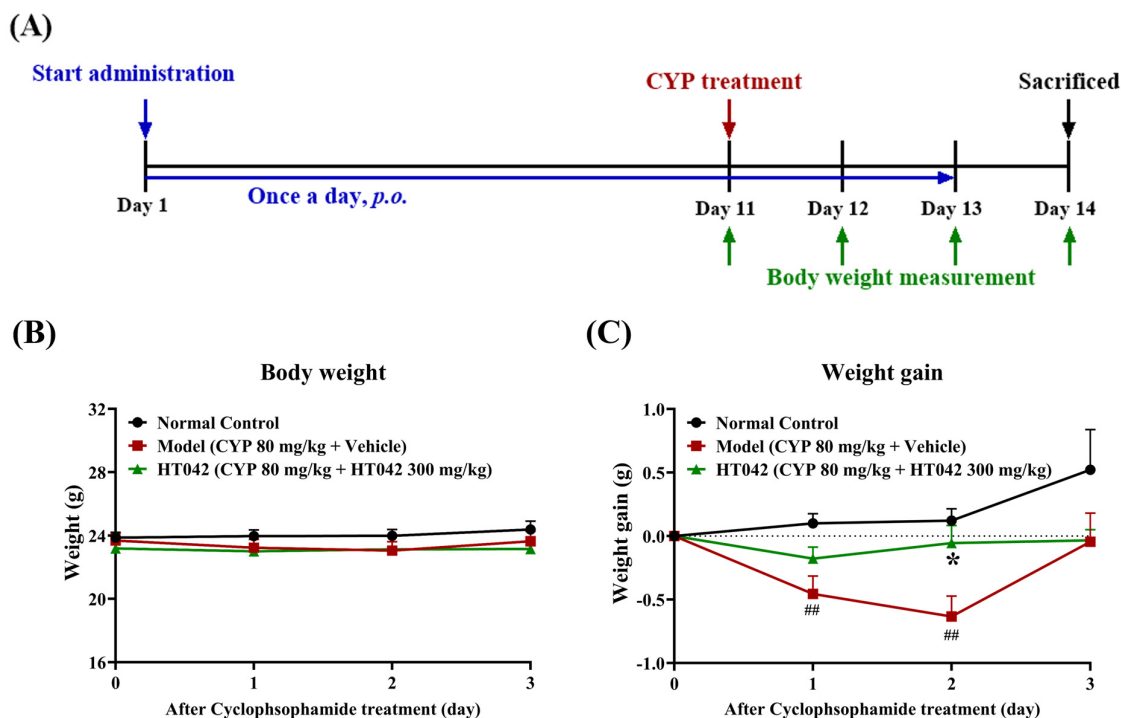 (A)
Start administration
CYP treatment
Sacrificed
Once a day, p.o.
Day 1
Day 11
Day 12
Day 13
Day 14
Body weight measurement
(B)
Body weight
32
28
24
20
16
Weight (g)
Normal Control
Model (CYP 80 mg/kg + Vehicle)
HT042 (CYP 80 mg/kg + HT042 300 mg/kg)
0
1
2
3
After Cyclophsophamide treatment (day)
(C)
Weight gain
1.0
0.5
0.0
-0.5
-1.0
Weight gain (g)
Normal Control
Model (CYP 80 mg/kg + Vehicle)
HT042 (CYP 80 mg/kg + HT042 300 mg/kg)
*
##
##
0
1
2
3
After Cyclophsophamide treatment (day)